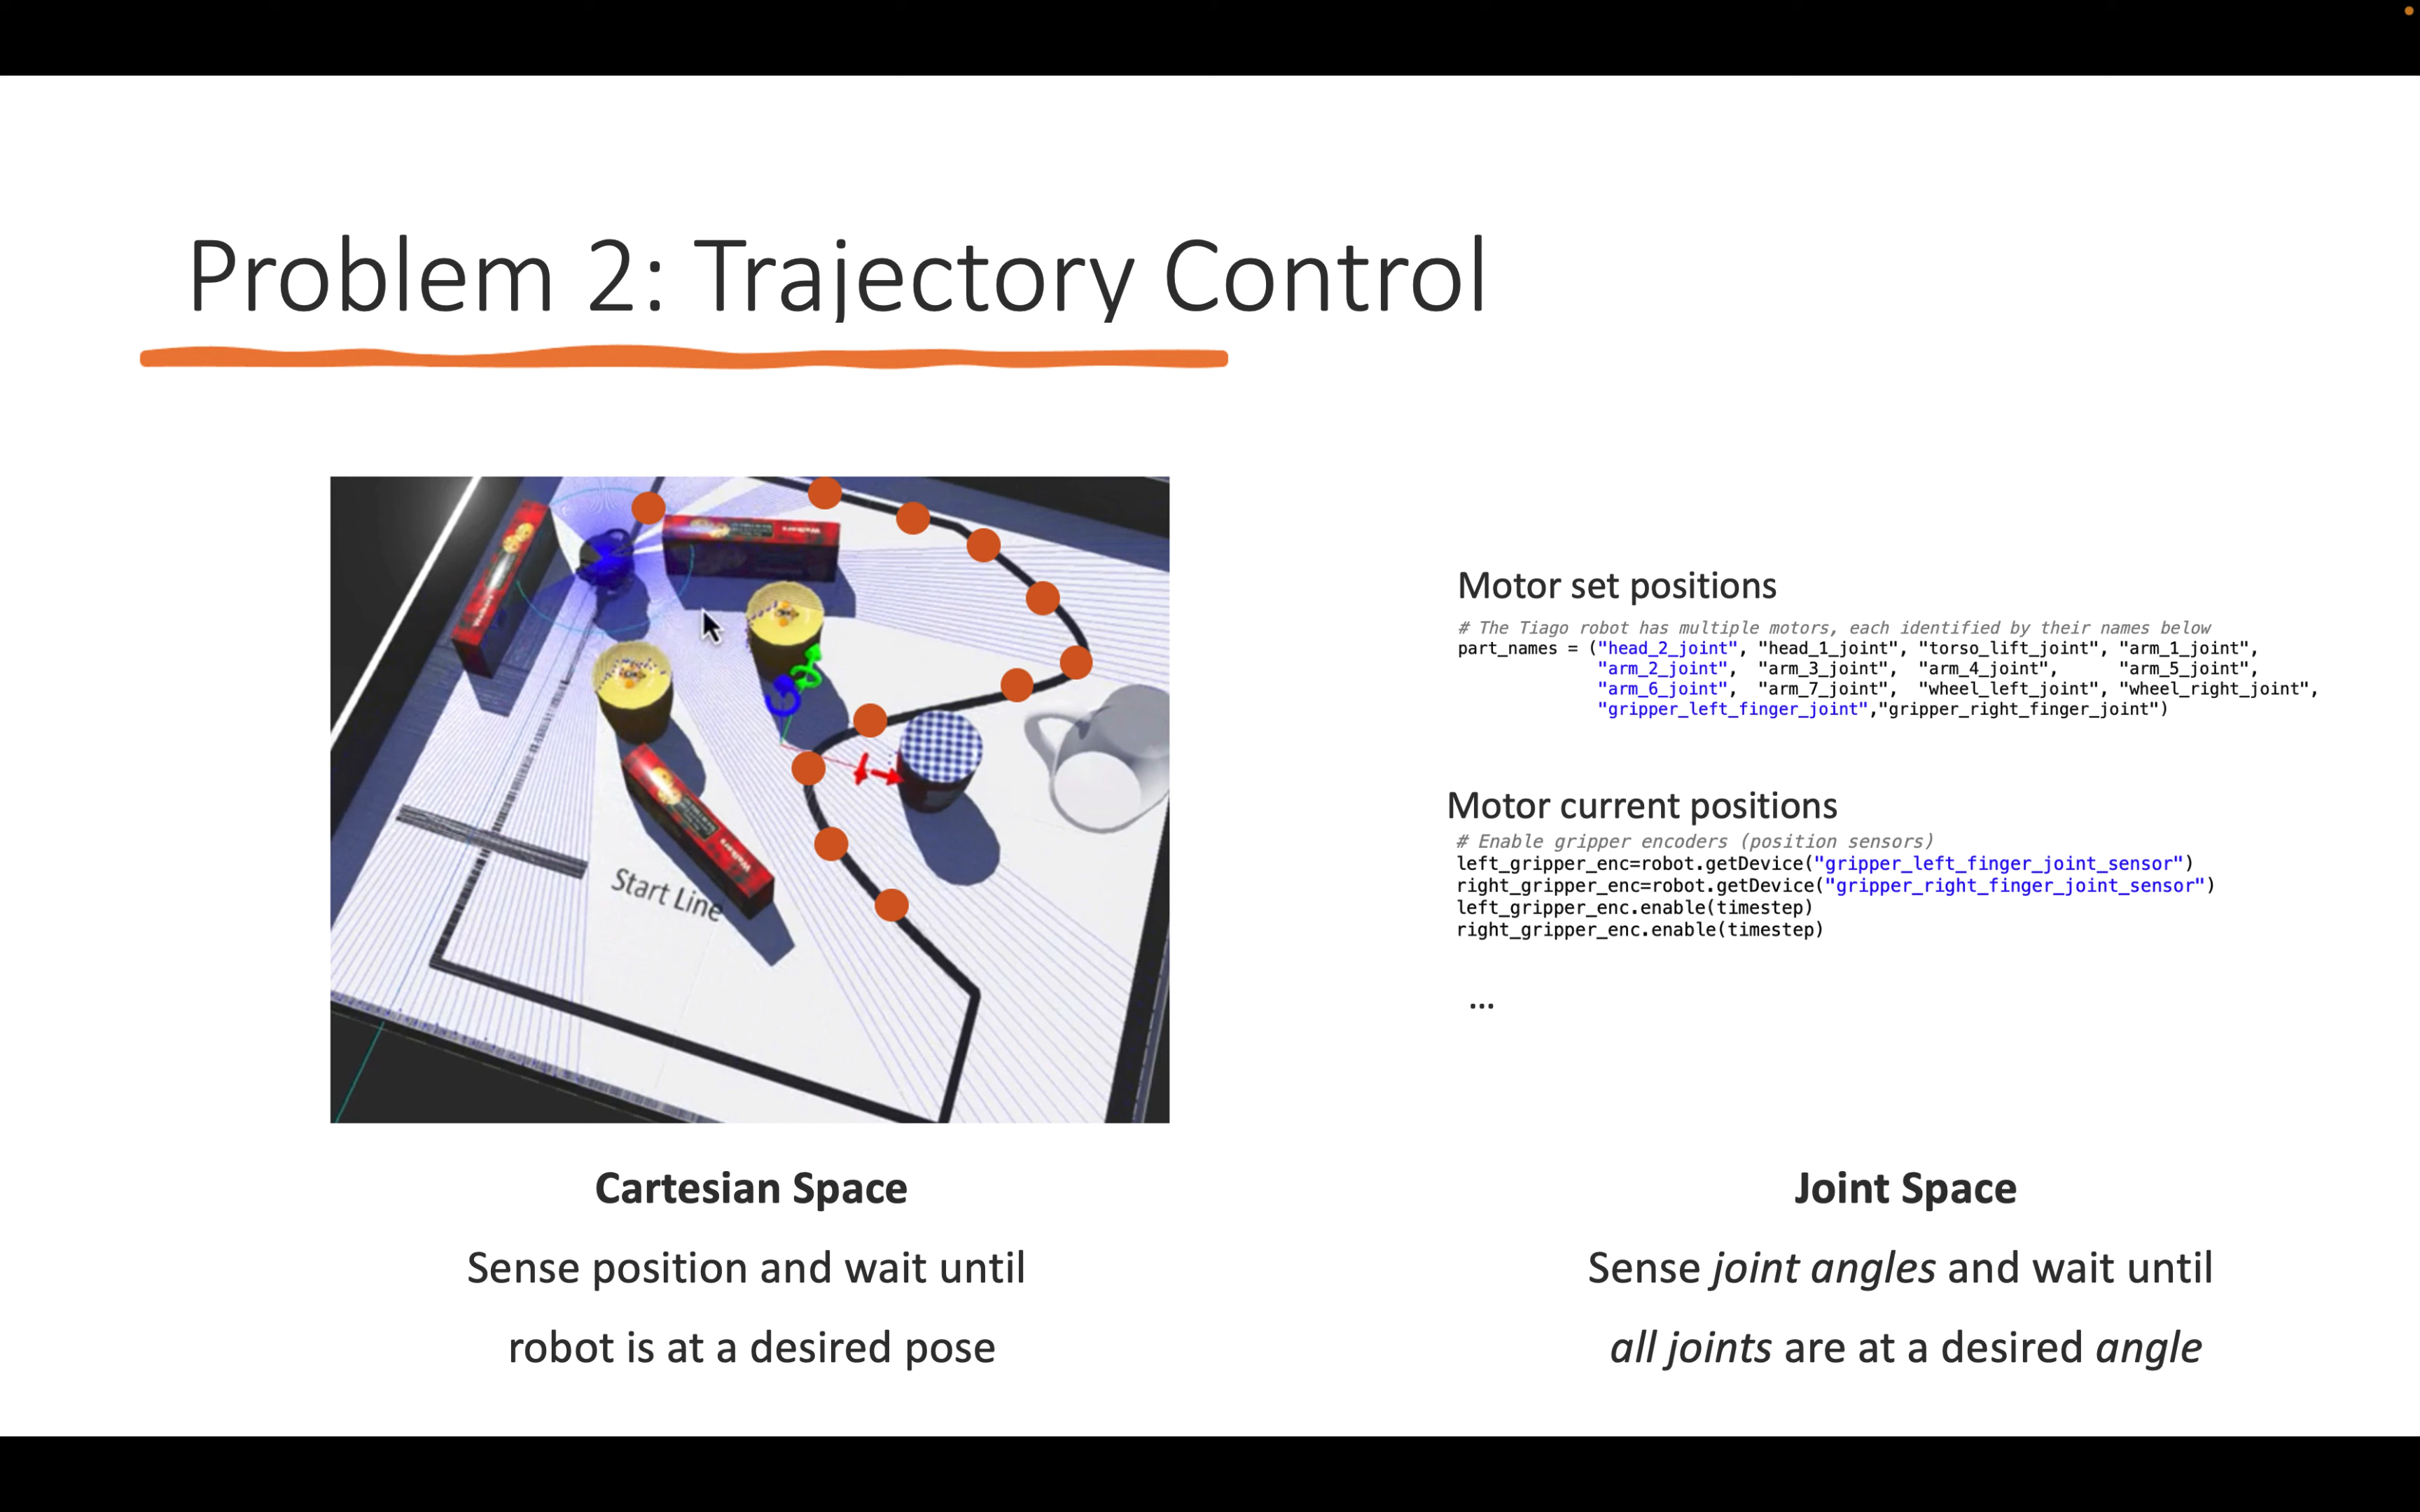 Problem 2: Trajectory Control
Start Line
Cartesian Space
Sense position and wait until
robot is at a desired pose
Motor set positions
# The Tiago robot has multiple motors, each identified by their names below
part_names = ("head_2_joint", "head_1_joint", "torso_lift_joint", "arm_1_joint",
"arm_2_joint", "arm_3_joint", "arm_4_joint", "arm_5_joint",
"arm_6_joint", "arm_7_joint", "wheel_left_joint", "wheel_right_joint",
"gripper_left_finger_joint","gripper_right_finger_joint")
Motor current positions
# Enable gripper encoders (position sensors)
left_gripper_enc=robot.getDevice("gripper_left_finger_joint_sensor")
right_gripper_enc=robot.getDevice("gripper_right_finger_joint_sensor")
left_gripper_enc.enable(timestep)
right_gripper_enc.enable(timestep)
...
Joint Space
Sense joint angles and wait until
all joints are at a desired angle